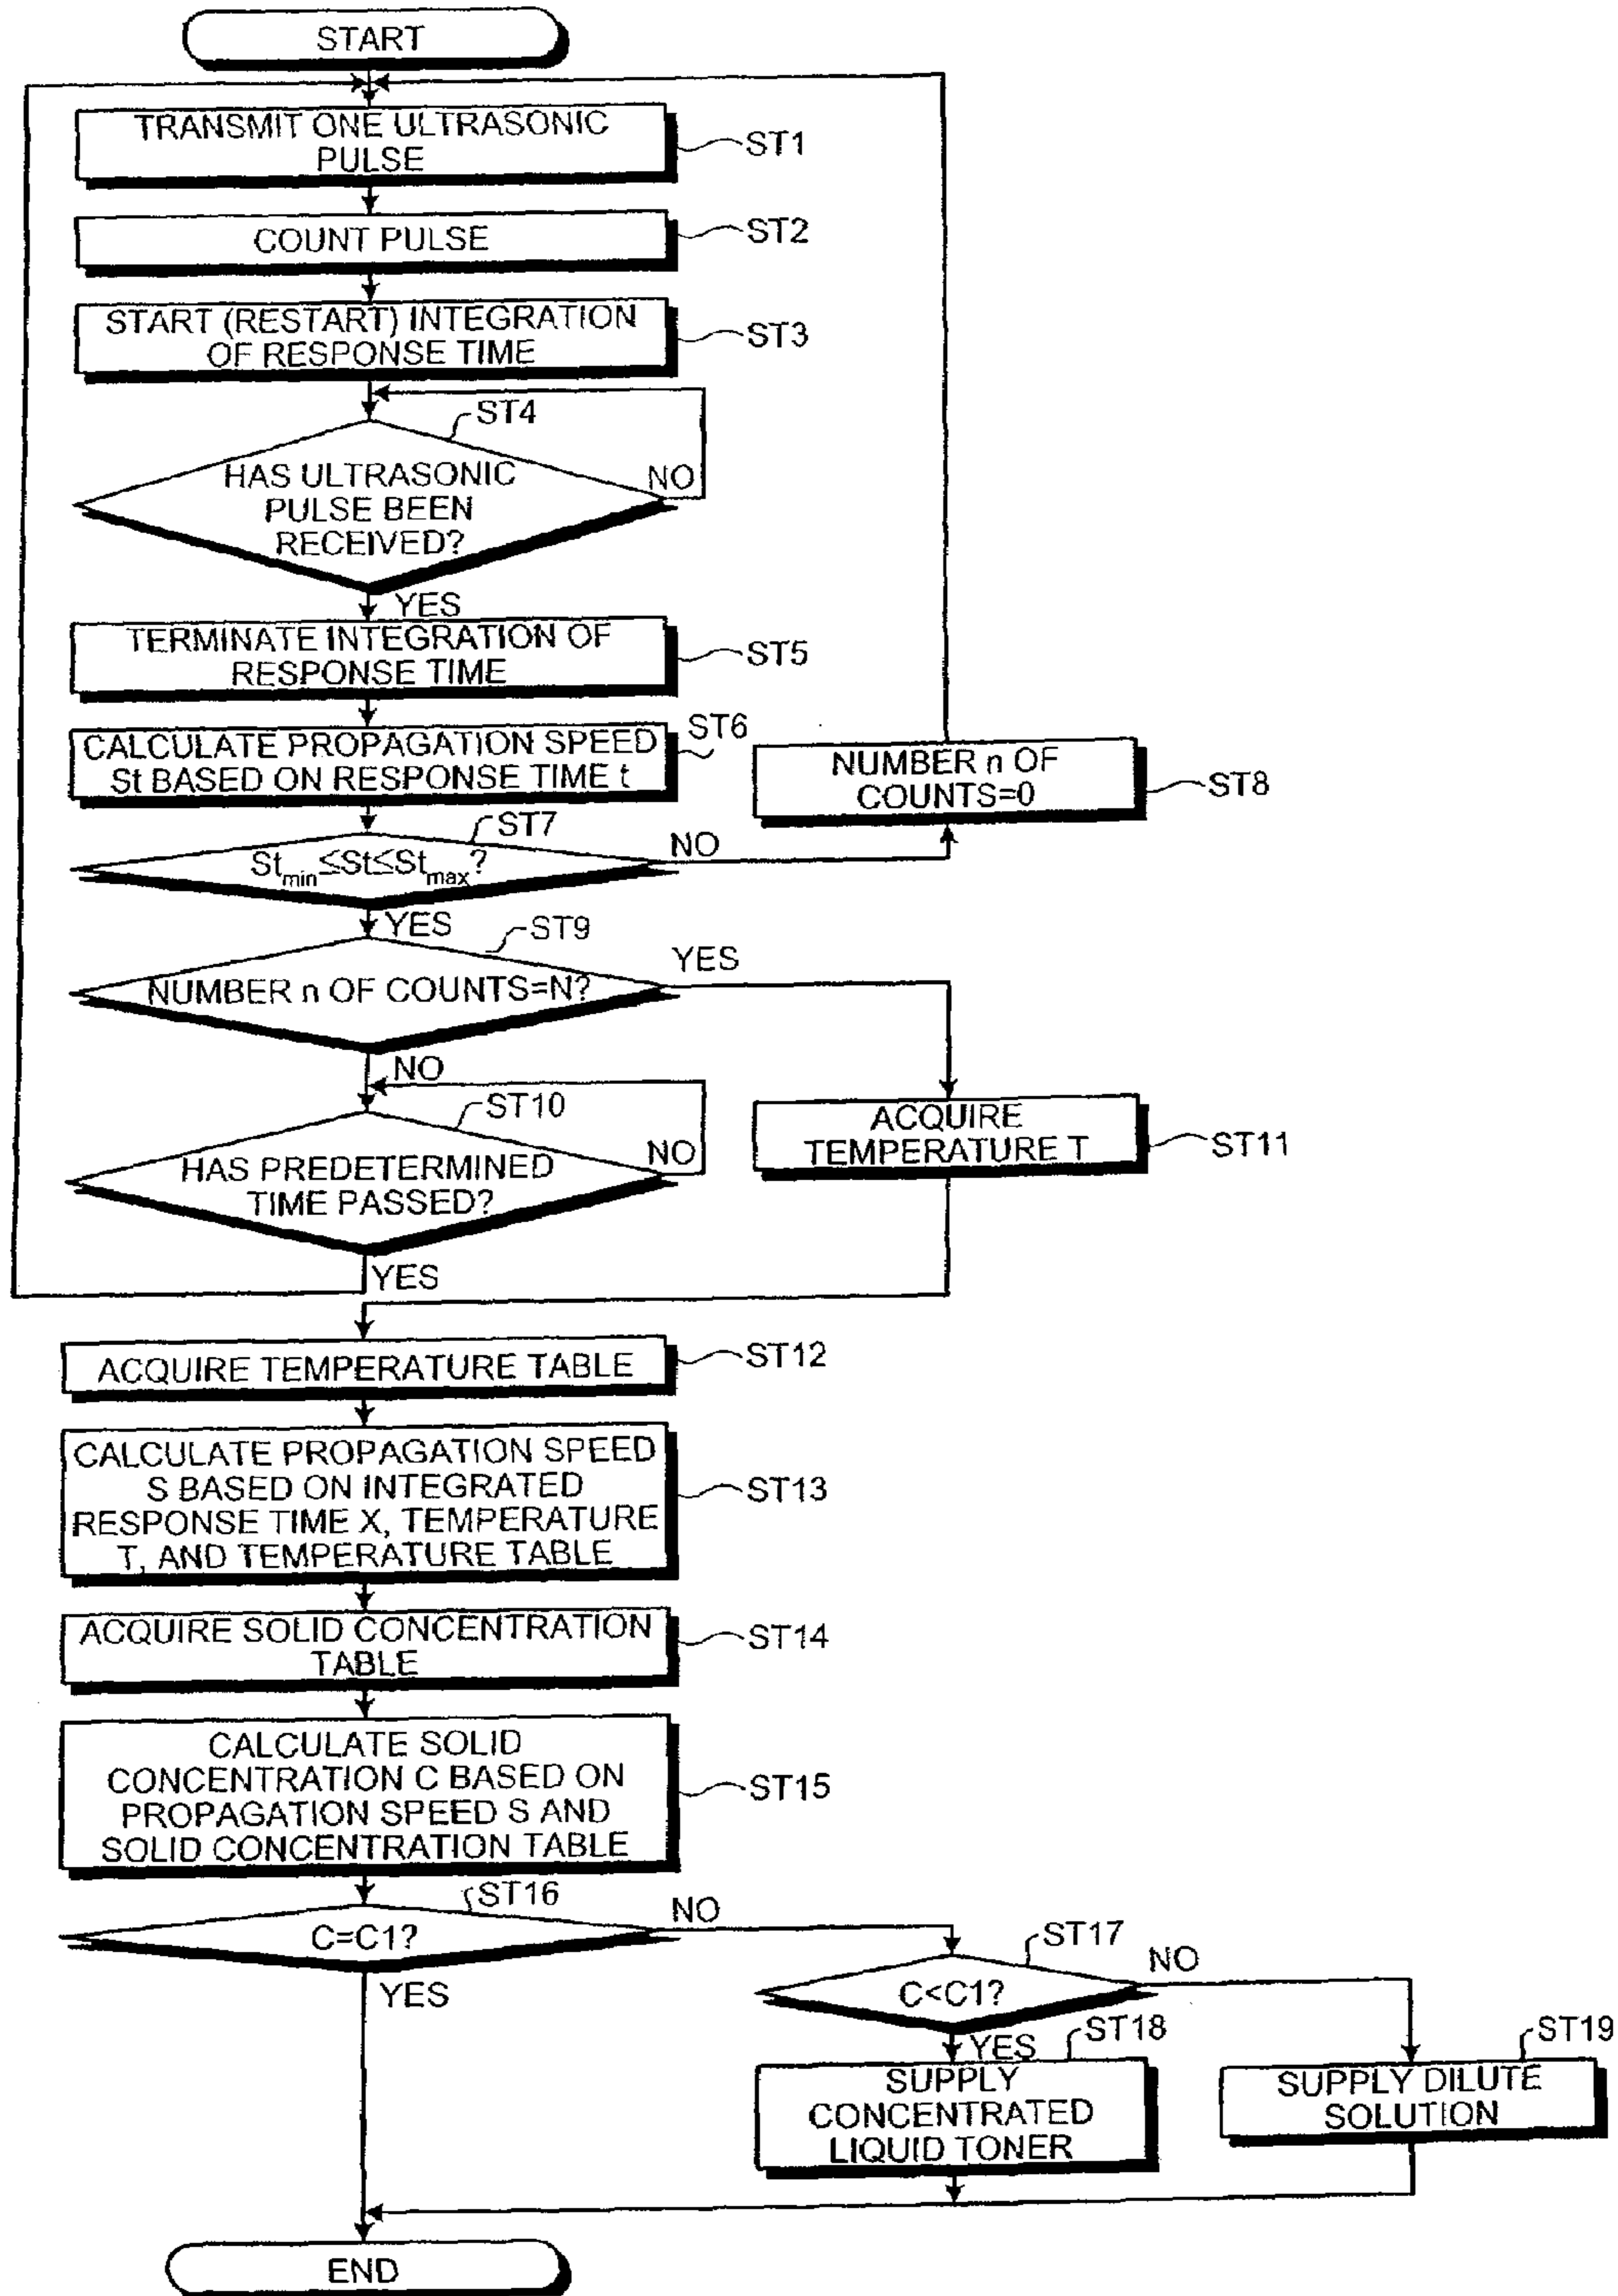 START
TRANSMIT ONE ULTRASONIC
PULSE
ST1
COUNT PULSE
ST2
START (RESTART) INTEGRATION
OF RESPONSE TIME
ST3
ST4
HAS ULTRASONIC
PULSE BEEN
RECEIVED?
NO
YES
TERMINATE INTEGRATION OF
RESPONSE TIME
ST5
CALCULATE PROPAGATION SPEED
St BASED ON RESPONSE TIME t
ST6
NUMBER n OF
COUNTS=0
ST8
ST7
Stmin≤St≤Stmax?
NO
YES
ST9
NUMBER n OF COUNTS=N?
YES
NO
ST10
HAS PREDETERMINED
TIME PASSED?
NO
YES
ACQUIRE
TEMPERATURE T
ST11
ACQUIRE TEMPERATURE TABLE
ST12
CALCULATE PROPAGATION SPEED
S BASED ON INTEGRATED
RESPONSE TIME X, TEMPERATURE
T, AND TEMPERATURE TABLE
ST13
ACQUIRE SOLID CONCENTRATION
TABLE
ST14
CALCULATE SOLID
CONCENTRATION C BASED ON
PROPAGATION SPEED S AND
SOLID CONCENTRATION TABLE
ST15
ST16
C=C1?
NO
YES
ST17
C<C1?
NO
YES
ST18
SUPPLY
CONCENTRATED
LIQUID TONER
ST19
SUPPLY DILUTE
SOLUTION
END